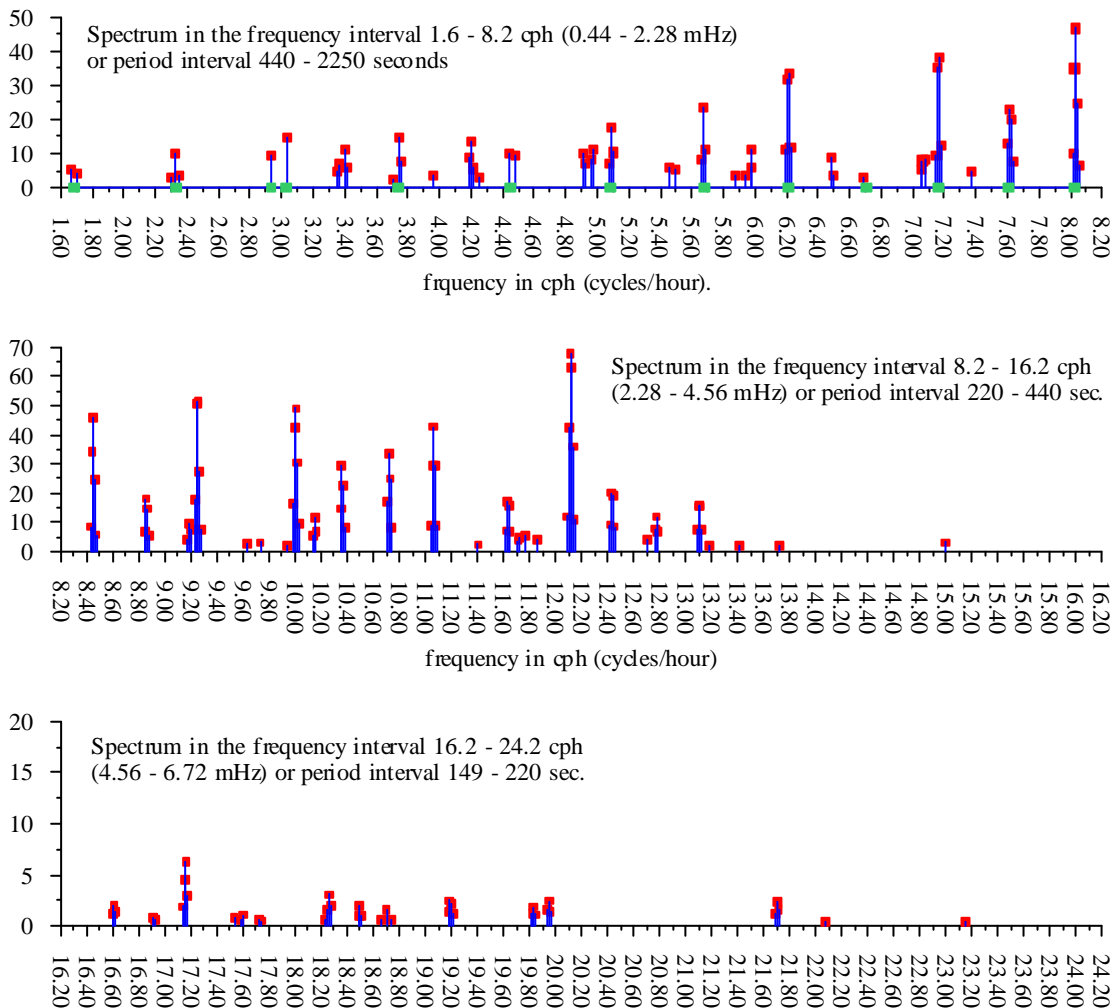 50
40
30
20
10
0
Spectrum in the frequency interval 1.6 - 8.2 cph (0.44 - 2.28 mHz)
or period interval 440 - 2250 seconds
1.60 1.80 2.00 2.20 2.40 2.60 2.80 3.00 3.20 3.40 3.60 3.80 4.00 4.20 4.40 4.60 4.80 5.00 5.20 5.40 5.60 5.80 6.00 6.20 6.40 6.60 6.80 7.00 7.20 7.40 7.60 7.80 8.00 8.20
frquency in cph (cycles/hour).
70
60
50
40
30
20
10
0
Spectrum in the frequency interval 8.2 - 16.2 cph
(2.28 - 4.56 mHz) or period interval 220 - 440 sec.
8.20 8.40 8.60 8.80 9.00 9.20 9.40 9.60 9.80 10.00 10.20 10.40 10.60 10.80 11.00 11.20 11.40 11.60 11.80 12.00 12.20 12.40 12.60 12.80 13.00 13.20 13.40 13.60 13.80 14.00 14.20 14.40 14.60 14.80 15.00 15.20 15.40 15.60 15.80 16.00 16.20
frequency in cph (cycles/hour)
20
15
10
5
0
Spectrum in the frequency interval 16.2 - 24.2 cph
(4.56 - 6.72 mHz) or period interval 149 - 220 sec.
16.20 16.40 16.60 16.80 17.00 17.20 17.40 17.60 17.80 18.00 18.20 18.40 18.60 18.80 19.00 19.20 19.40 19.60 19.80 20.00 20.20 20.40 20.60 20.80 21.00 21.20 21.40 21.60 21.80 22.00 22.20 22.40 22.60 22.80 23.00 23.20 23.40 23.60 23.80 24.00 24.20